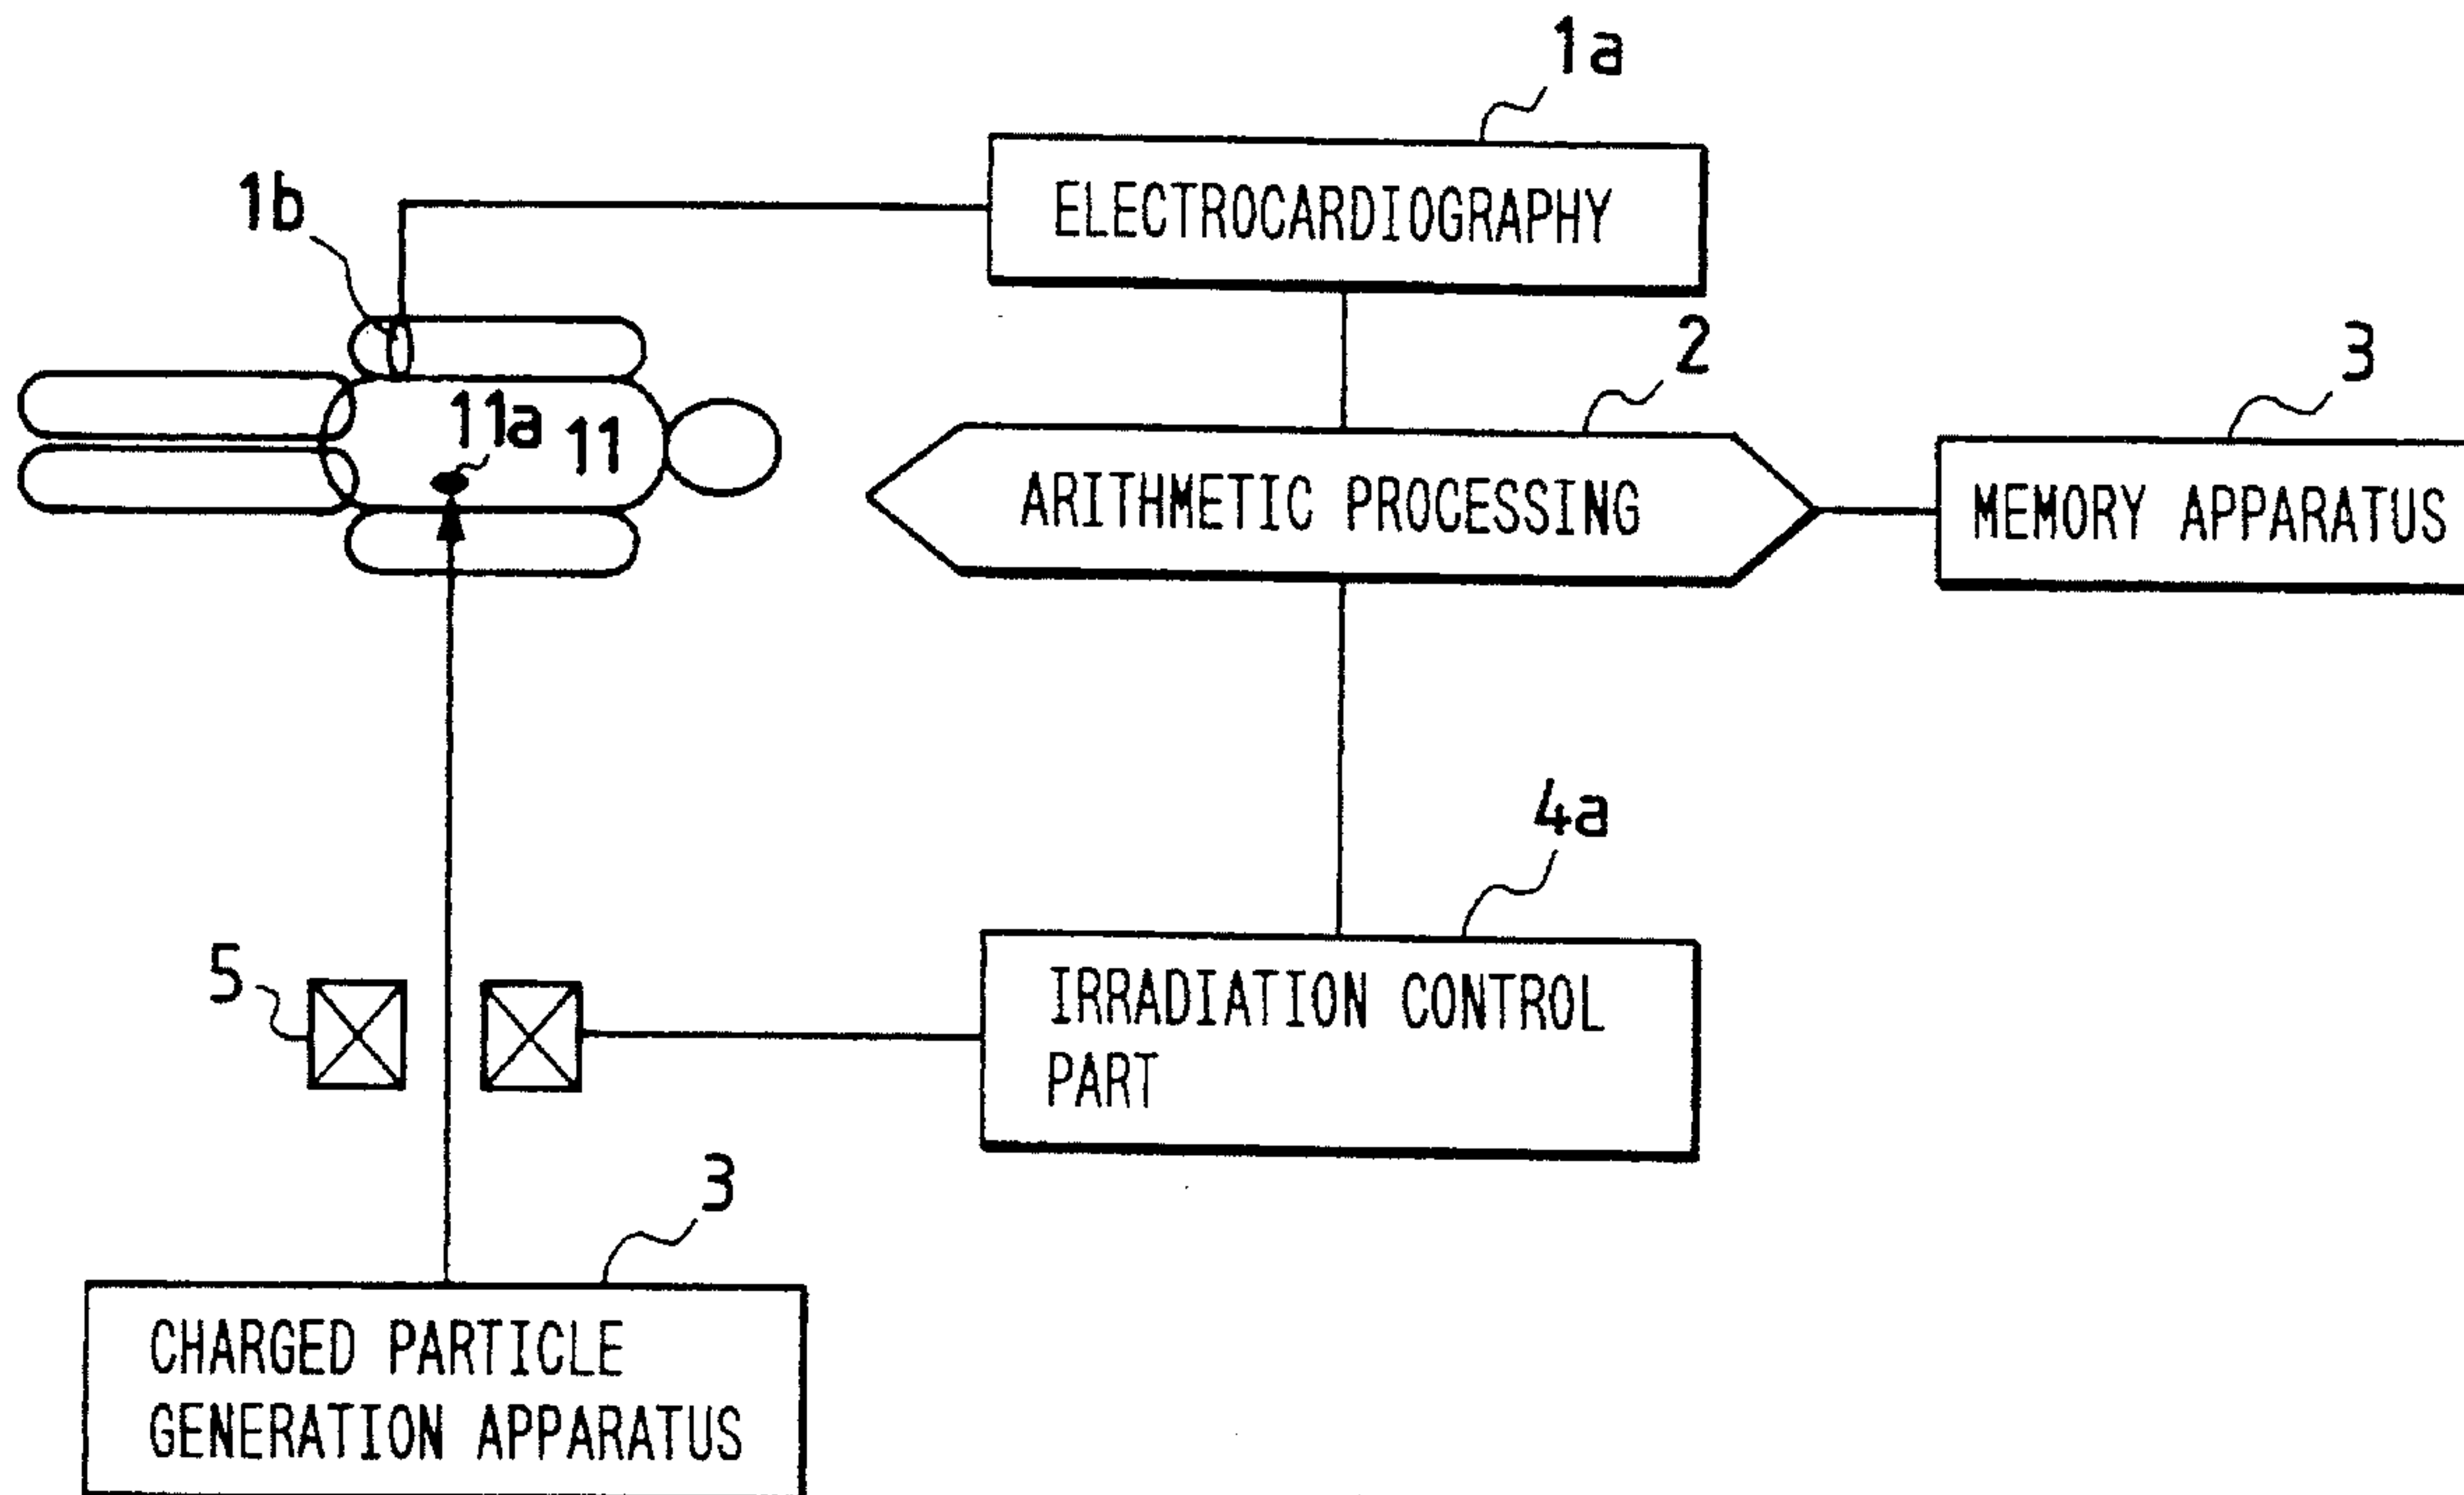 1a
ELECTROCARDIOGRAPHY
1b
2
3
ARITHMETIC PROCESSING
MEMORY APPARATUS
11a
11
4a
IRRADIATION CONTROL
PART
5
3
CHARGED PARTICLE
GENERATION APPARATUS